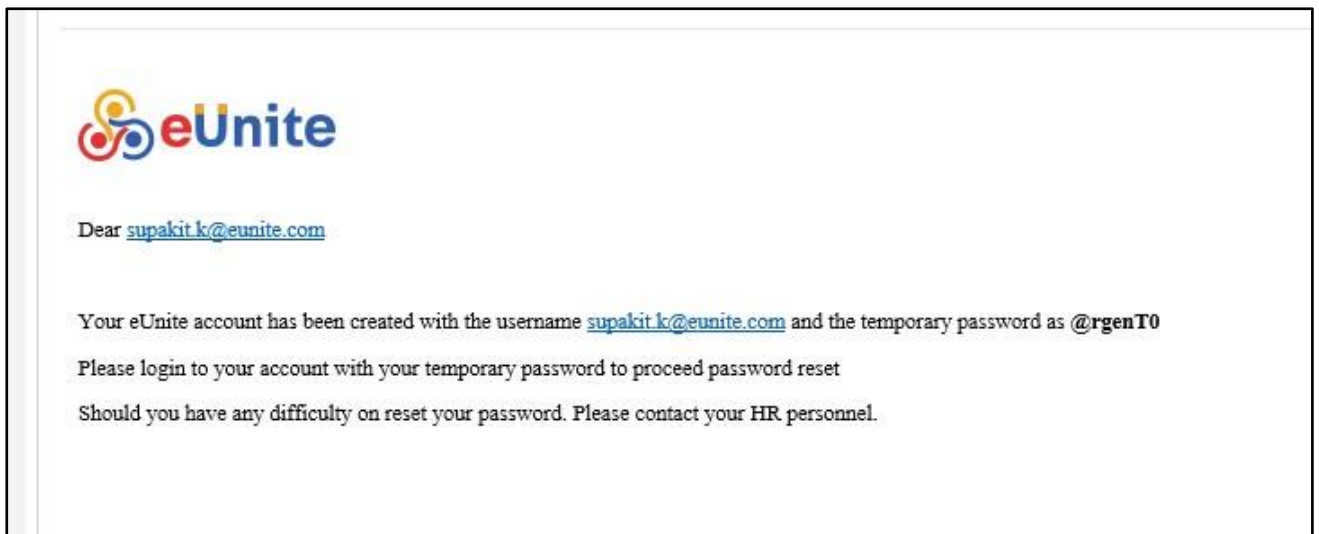 eUnite
Dear supakit.k@eunite.com
Your eUnite account has been created with the username supakit.k@eunite.com and the temporary password as @rgenT0
Please login to your account with your temporary password to proceed password reset
Should you have any difficulty on reset your password. Please contact your HR personnel.